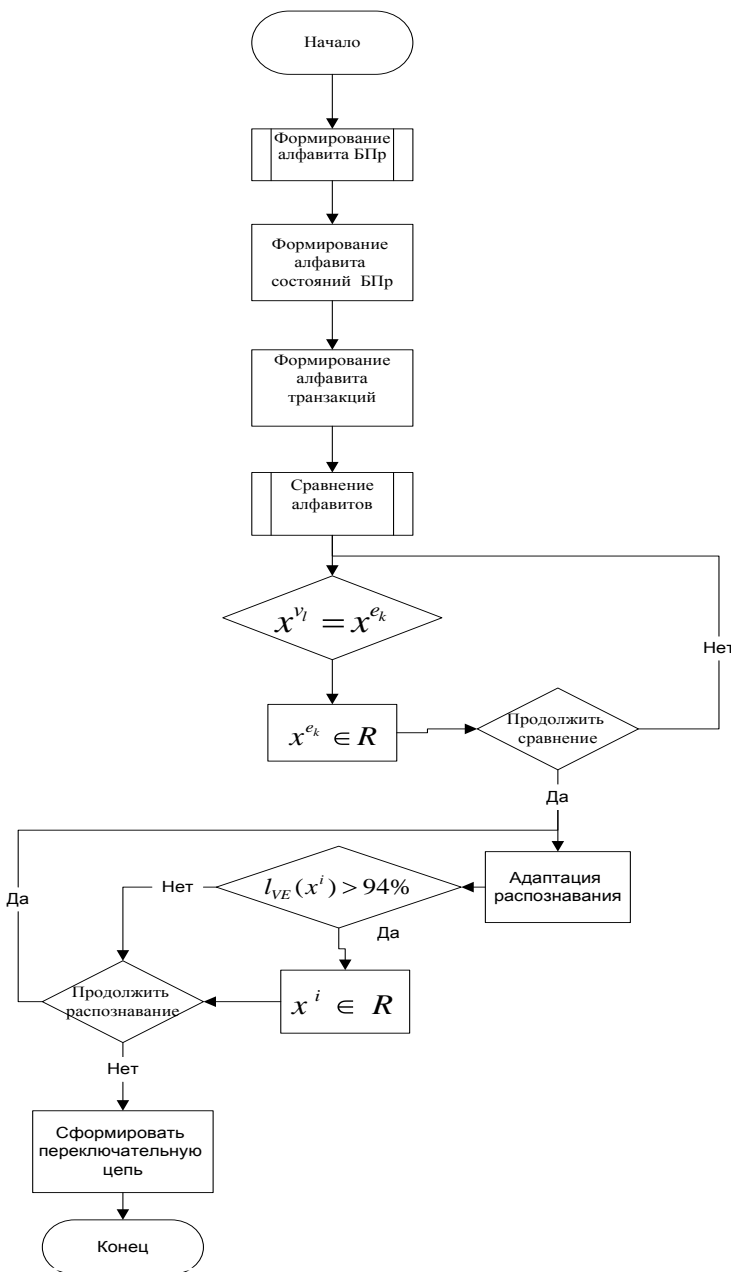 Начало
Формирование
алфавита БПр
Формирование
алфавита
состояний БПр
Формирование
алфавита
транзакций
Сравнение
алфавитов
x^{v_l} = x^{e_k}
Нет
x^{e_k} ∈ R
Продолжить
сравнение
Да
Адаптация
распознавания
l_{VE}(x^i) > 94%
Нет
Да
Да
x^i ∈ R
Продолжить
распознавание
Нет
Сформировать
переключательную
цепь
Конец